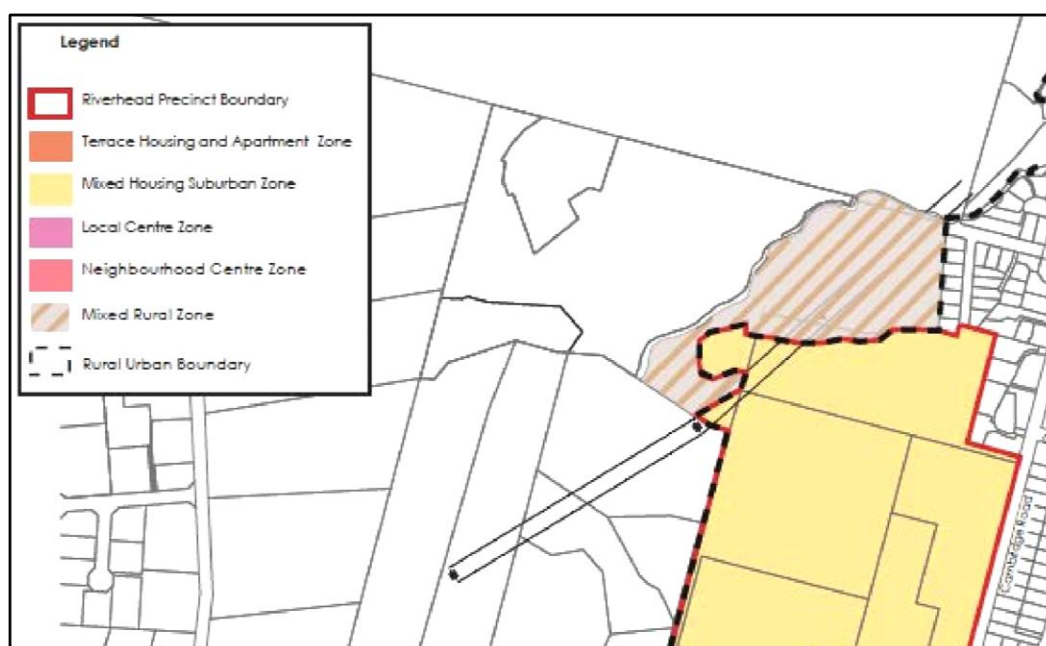 Legend
Riverhead Precinct Boundary
Terrace Housing and Apartment Zone
Mixed Housing Suburban Zone
Local Centre Zone
Neighbourhood Centre Zone
Mixed Rural Zone
Rural Urban Boundary
Cambridge Road